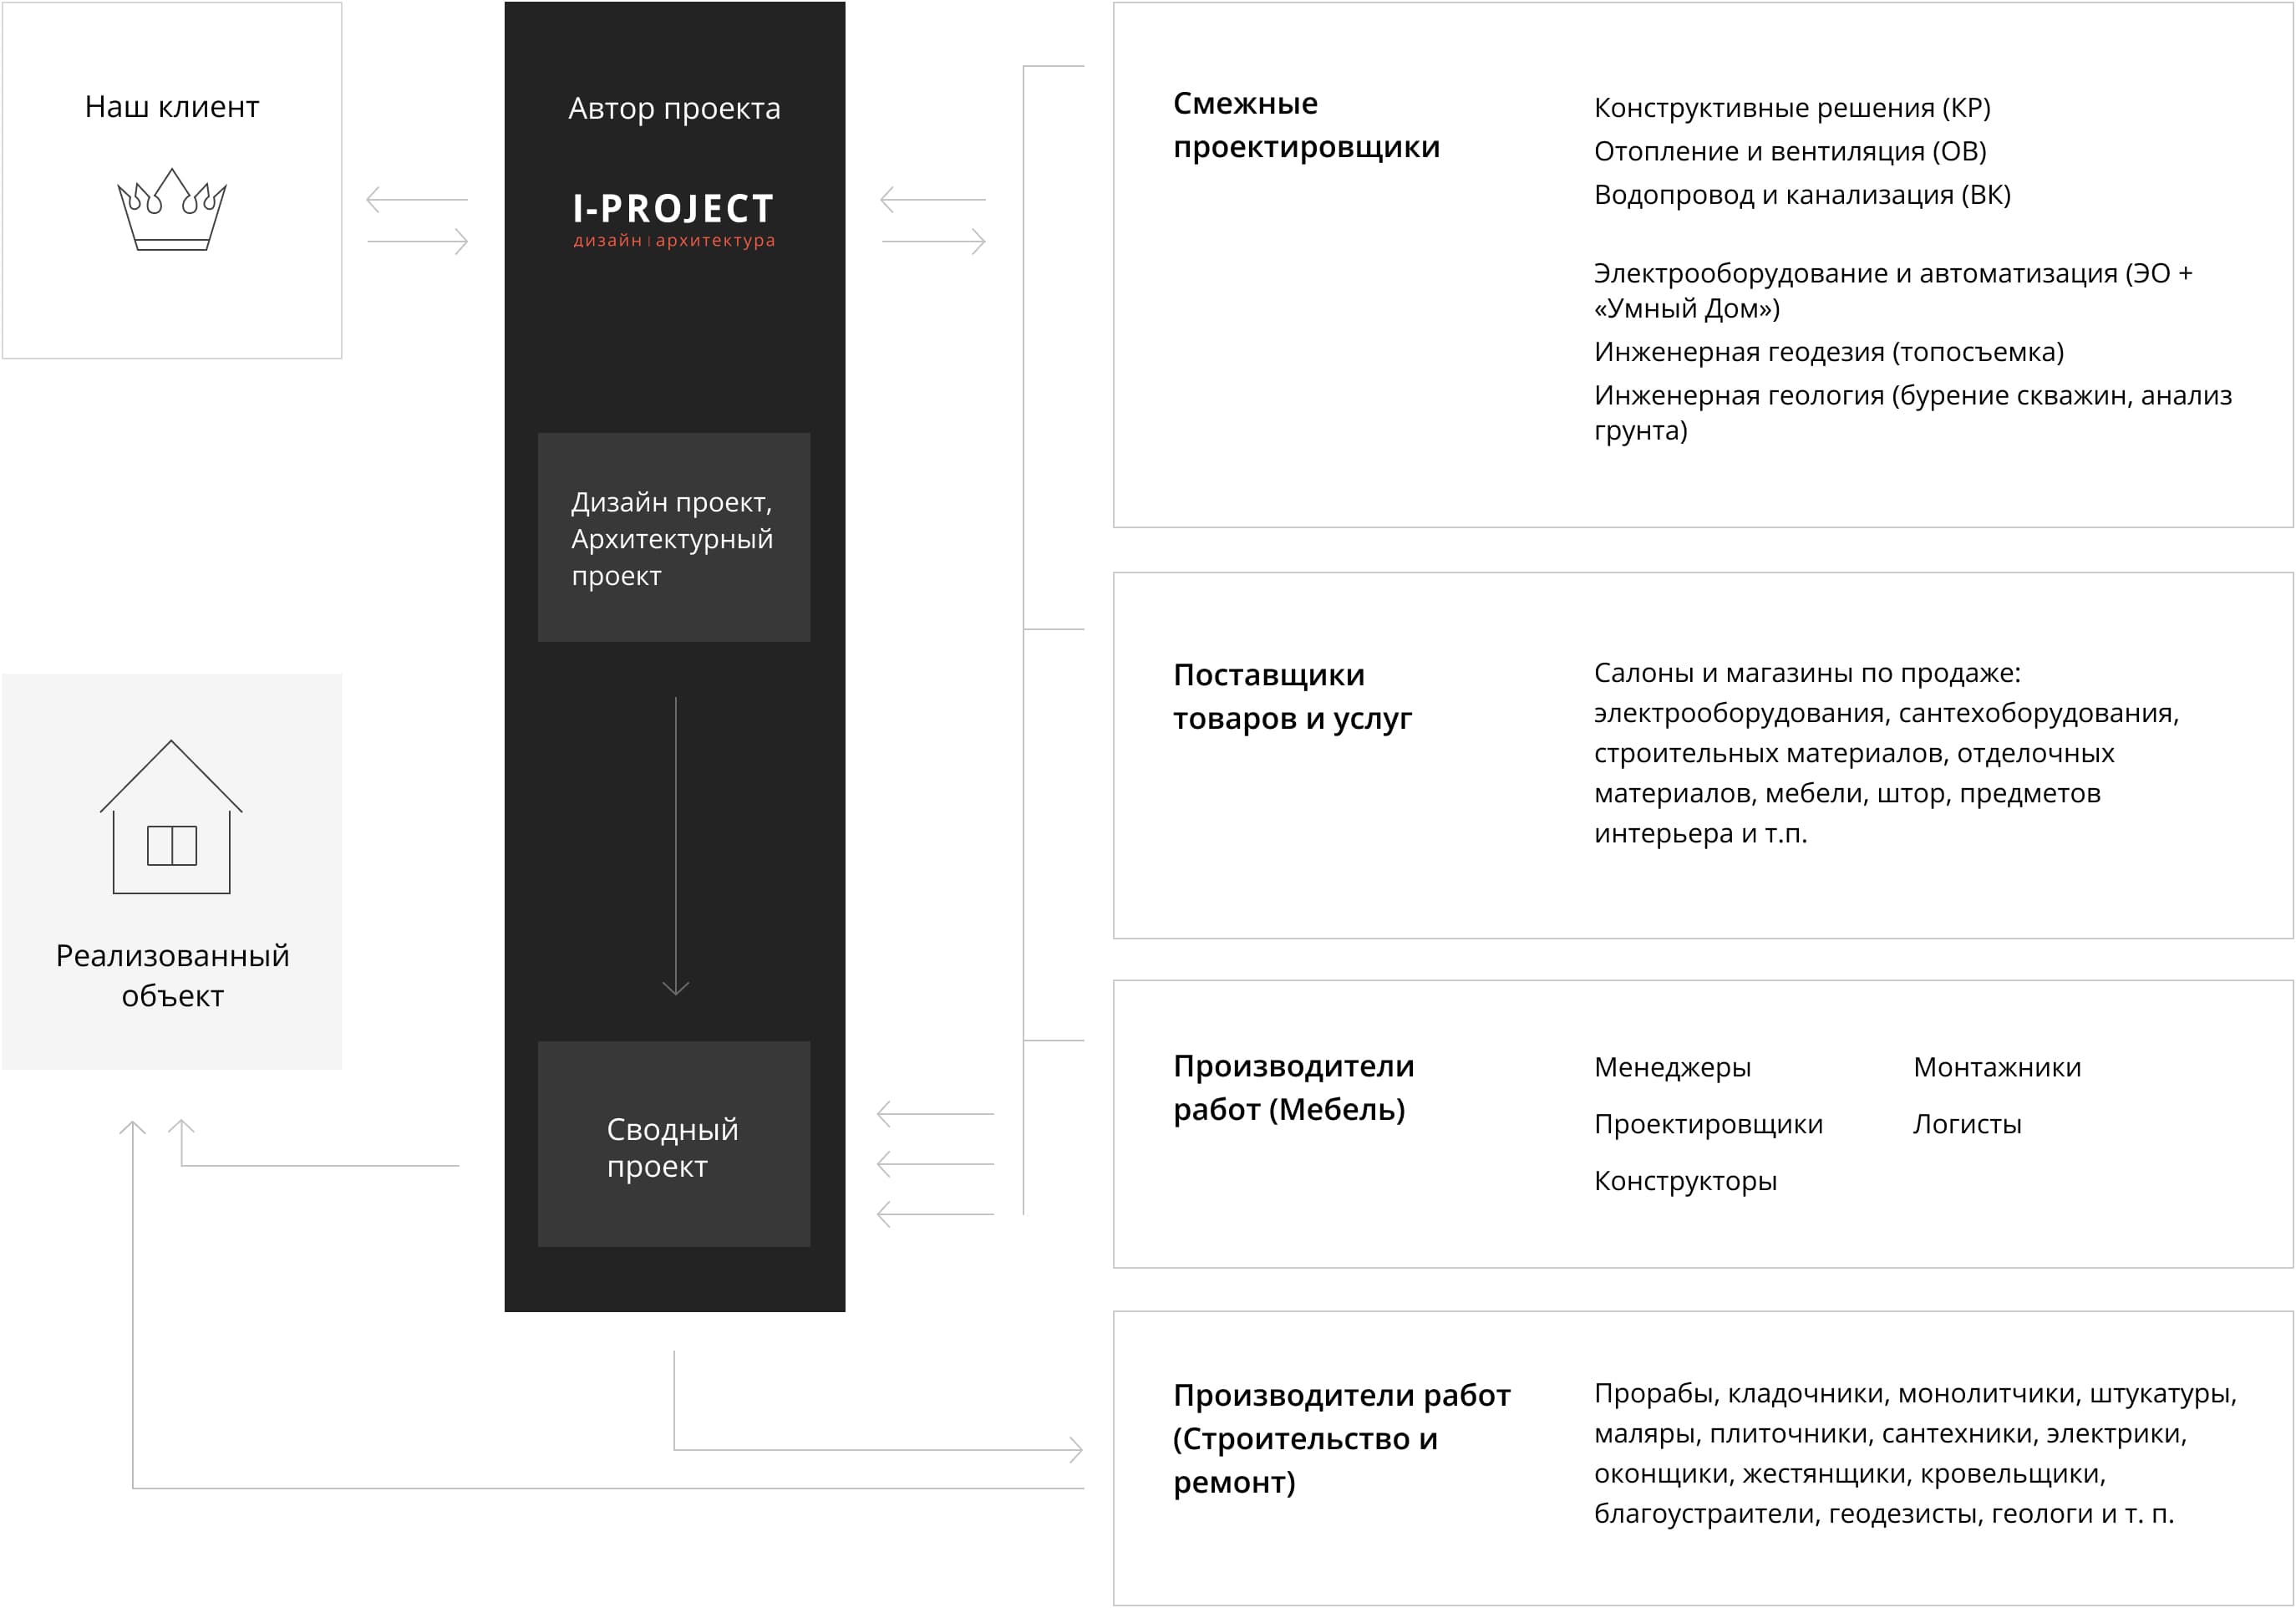 Наш клиент
Автор проекта
I-PROJECT
дизайн | архитектура
Дизайн проект,
Архитектурный
проект
Реализованный
объект
Сводный
проект
Смежные
проектировщики
Конструктивные решения (КР)
Отопление и вентиляция (ОВ)
Водопровод и канализация (ВК)
Электрооборудование и автоматизация (ЭО +
«Умный Дом»)
Инженерная геодезия (топосъемка)
Инженерная геология (бурение скважин, анализ
грунта)
Поставщики
товаров и услуг
Салоны и магазины по продаже:
электрооборудования, сантехоборудования,
строительных материалов, отделочных
материалов, мебели, штор, предметов
интерьера и т.п.
Производители
работ (Мебель)
Менеджеры
Проектировщики
Конструкторы
Монтажники
Логисты
Производители работ
(Строительство и
ремонт)
Прорабы, кладочники, монолитчики, штукатуры,
маляры, плиточники, сантехники, электрики,
оконщики, жестянщики, кровельщики,
благоустраители, геодезисты, геологи и т. п.